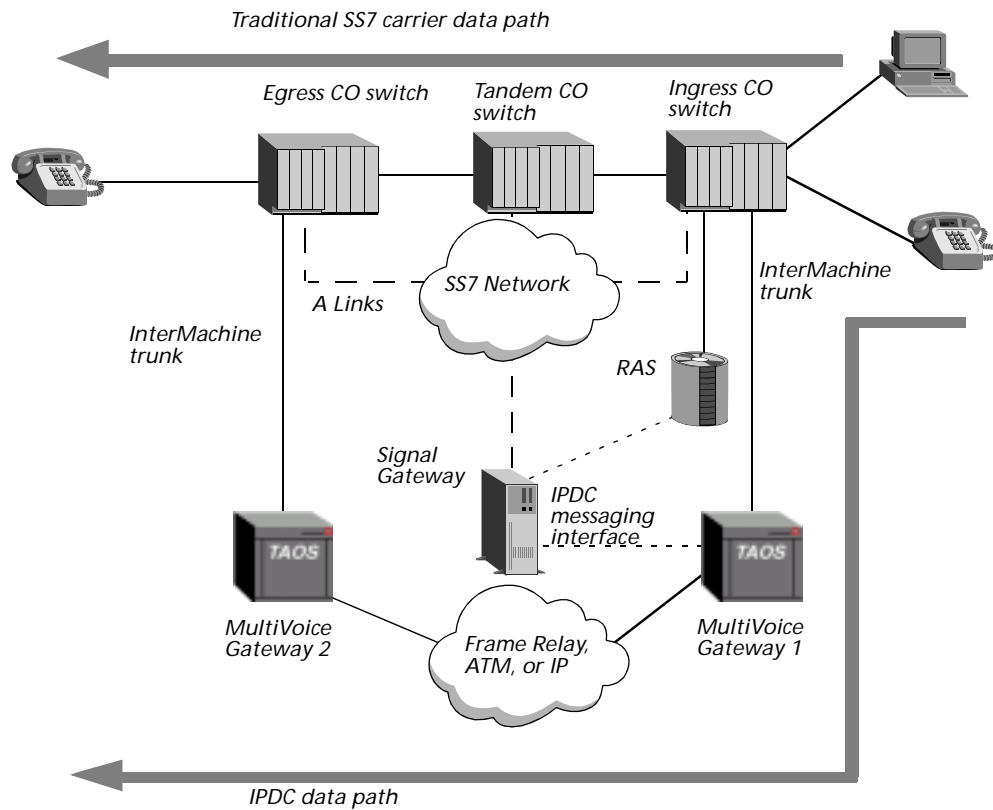 Traditional SS7 carrier data path
Egress CO switch
Tandem CO
switch
Ingress CO
switch
SS7 Network
A Links
InterMachine
trunk
InterMachine
trunk
RAS
Signal
Gateway
IPDC
messaging
interface
TAOS
TAOS
MultiVoice
Gateway 2
Frame Relay,
ATM, or IP
MultiVoice
Gateway 1
IPDC data path